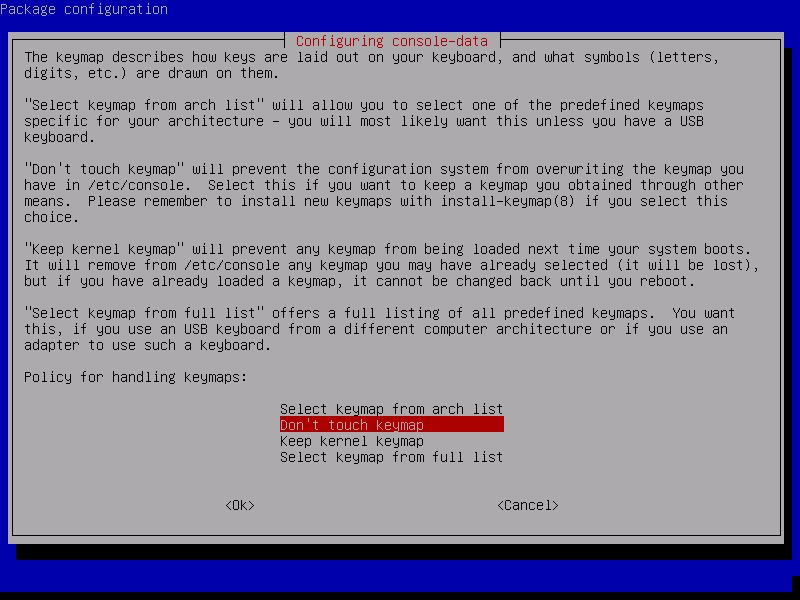 Package configuration
Configuring console-data
The keymap describes how keys are laid out on your keyboard, and what symbols (letters,
digits, etc.) are drawn on them.
"Select keymap from arch list" will allow you to select one of the predefined keymaps
specific for your architecture – you will most likely want this unless you have a USB
keyboard.
"Don't touch keymap" will prevent the configuration system from overwriting the keymap you
have in /etc/console.  Select this if you want to keep a keymap you obtained through other
means.  Please remember to install new keymaps with install-keymap(8) if you select this
choice.
"Keep kernel keymap" will prevent any keymap from being loaded next time your system boots.
It will remove from /etc/console any keymap you may have already selected (it will be lost),
but if you have already loaded a keymap, it cannot be changed back until you reboot.
"Select keymap from full list" offers a full listing of all predefined keymaps.  You want
this, if you use an USB keyboard from a different computer architecture or if you use an
adapter to use such a keyboard.
Policy for handling keymaps:
Select keymap from arch list
Don't touch keymap
Keep kernel keymap
Select keymap from full list
<Ok> <Cancel>